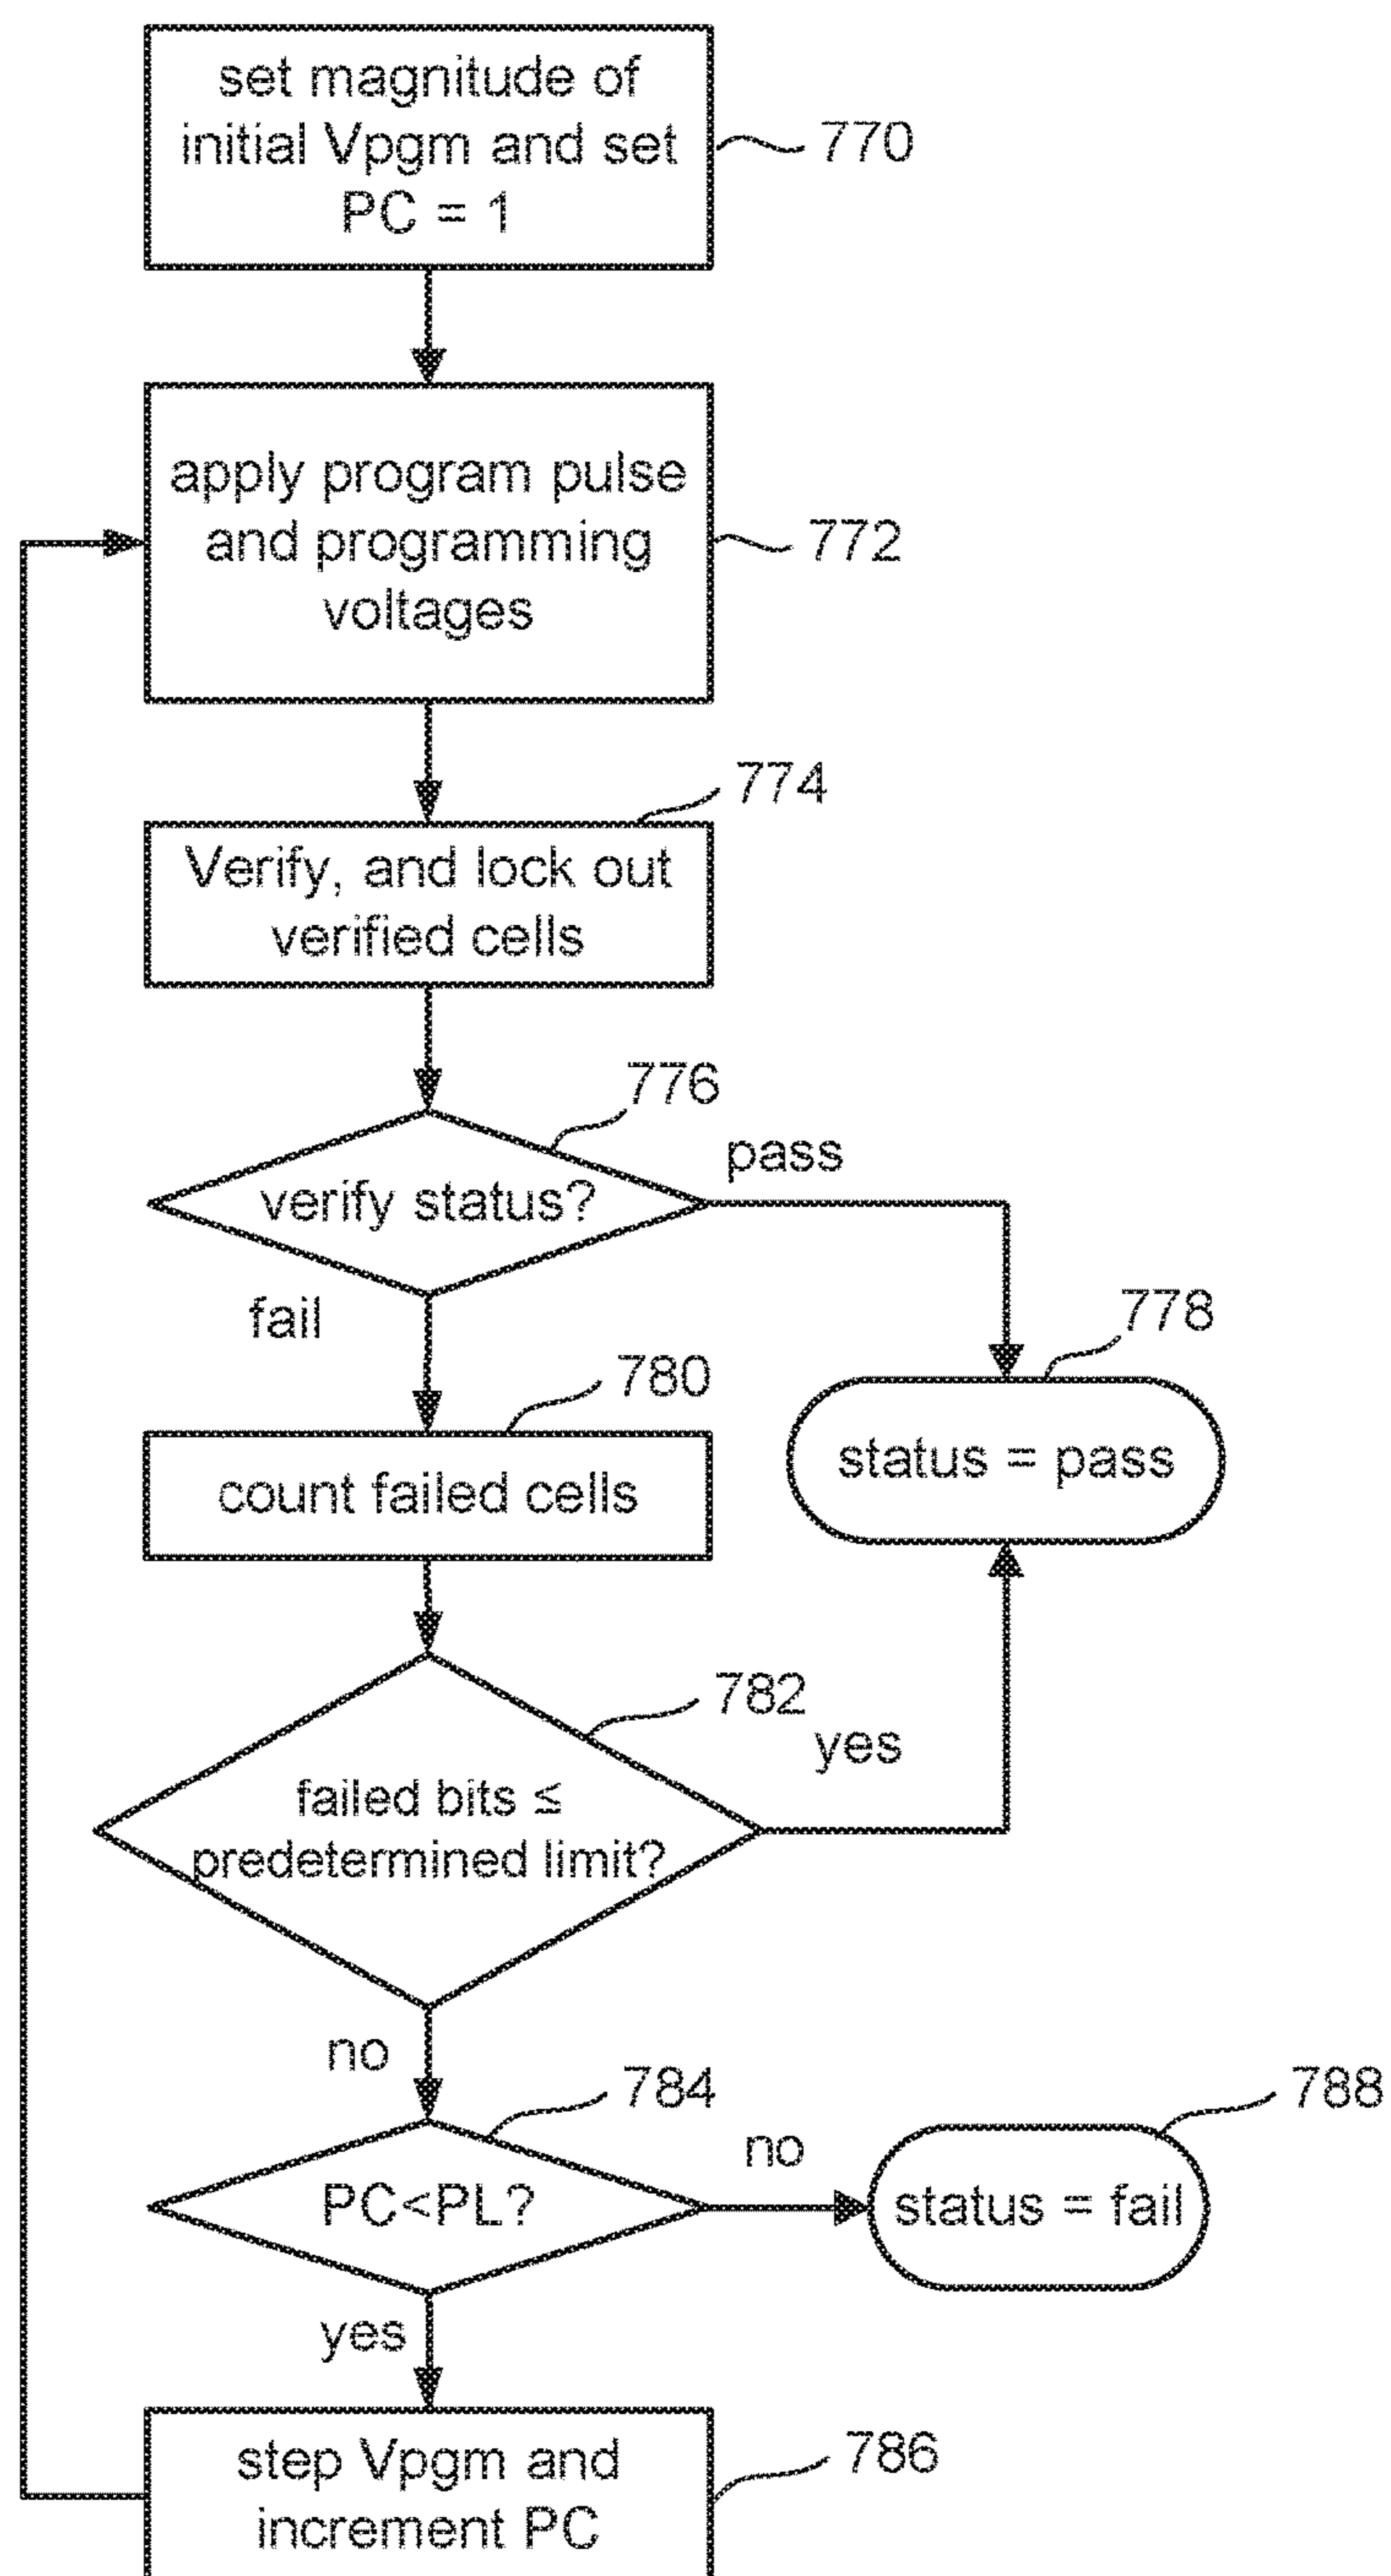 set magnitude of
initial Vpgm and set
PC = 1
770
apply program pulse
and programming
voltages
772
774
Verify, and lock out
verified cells
776
verify status?
pass
fail
778
status = pass
780
count failed cells
782
failed bits ≤
predetermined limit?
yes
no
784
PC<PL?
no
788
status = fail
yes
step Vpgm and
increment PC
786